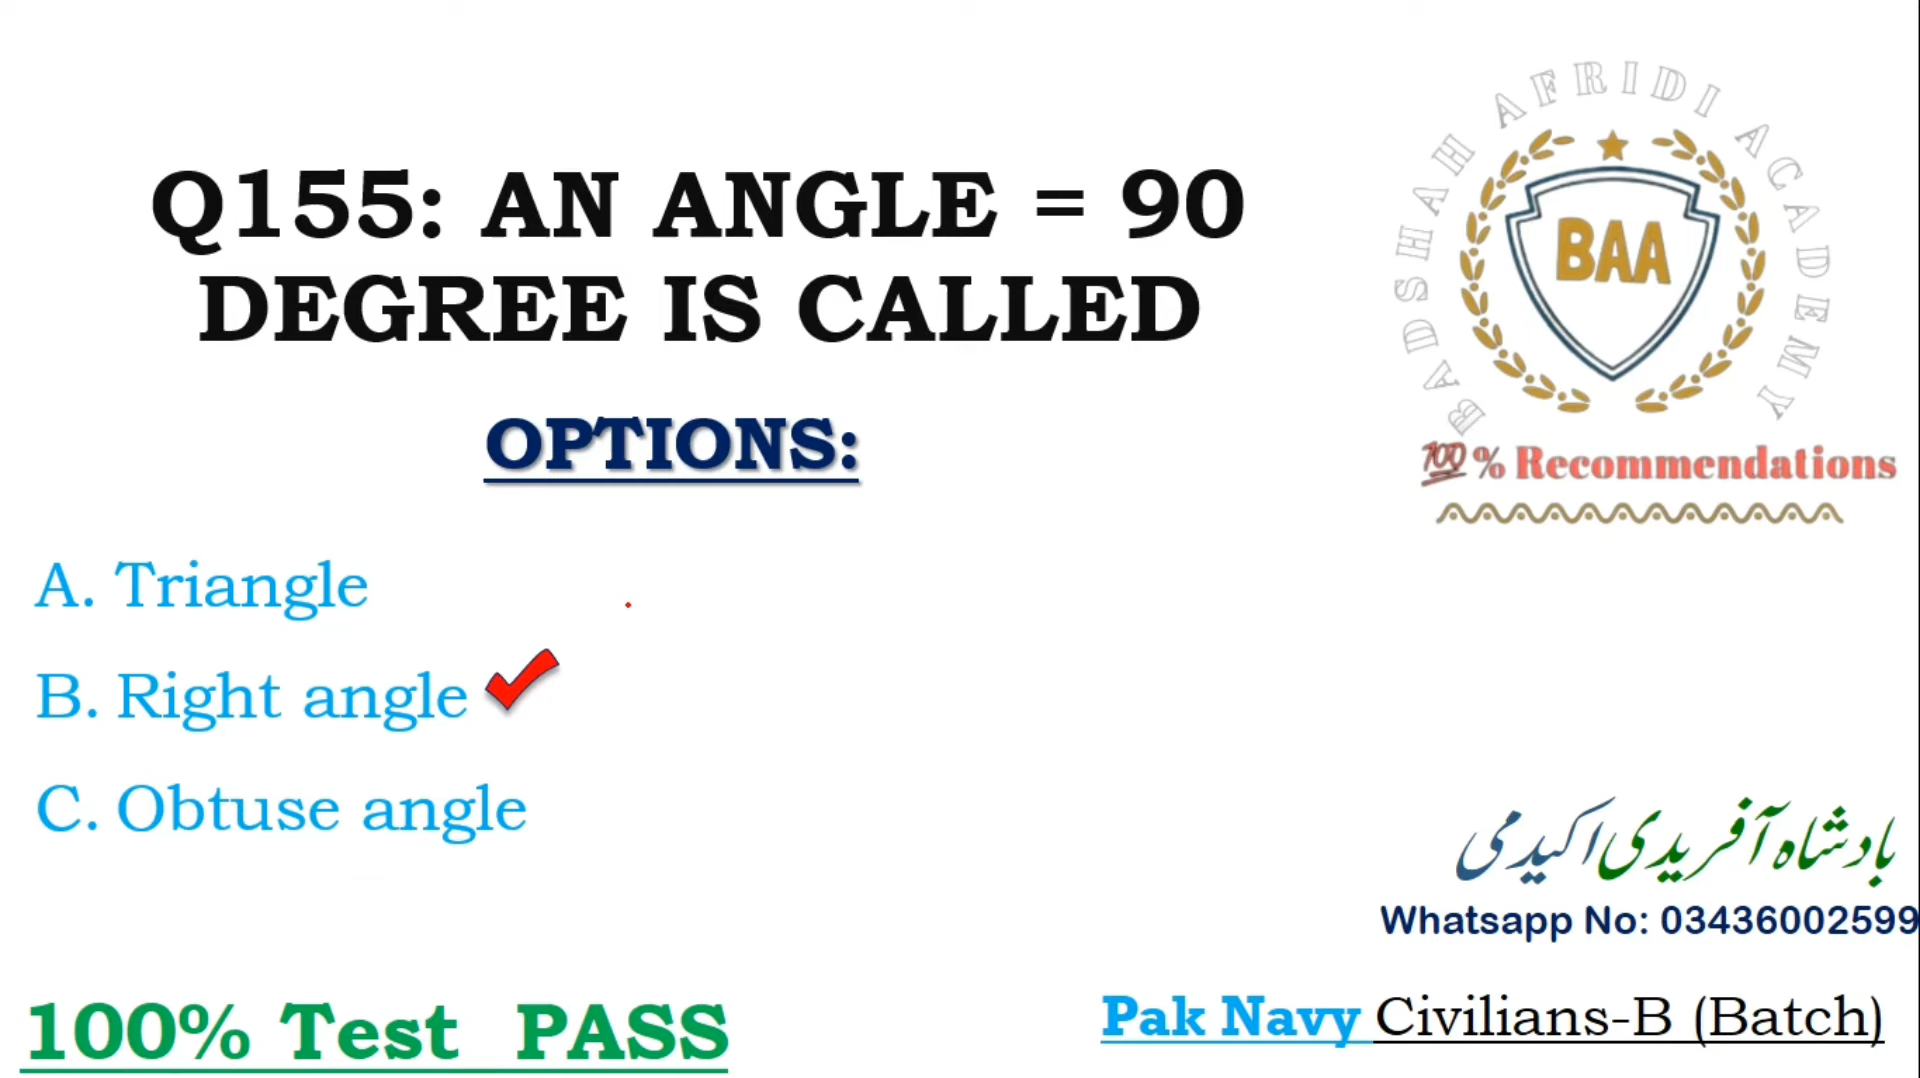 BADSHAH AFRIDI ACADEMY
BAA
Q155: AN ANGLE = 90
DEGREE IS CALLED
OPTIONS:
💯% Recommendations
A. Triangle
B. Right angle
C. Obtuse angle
بادشاہ آفریدی اکیڈمی
Whatsapp No: 03436002599
100% Test PASS
Pak Navy Civilians-B (Batch)